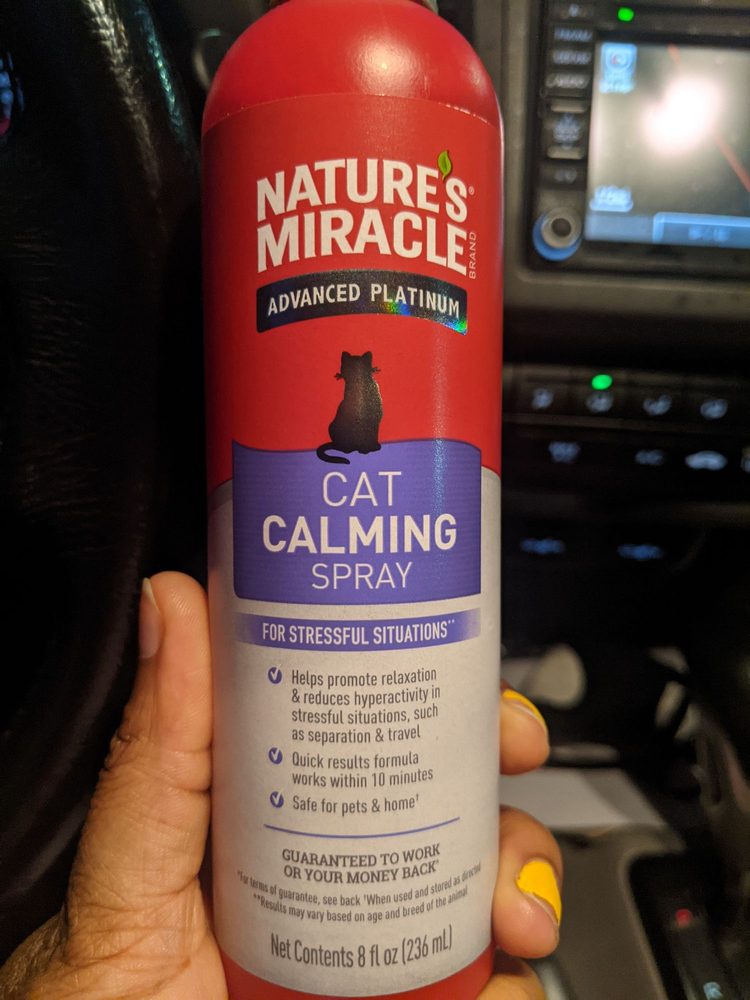 NATURE'S®
MIRACLE
BRAND
ADVANCED PLATINUM
CAT
CALMING
SPRAY
FOR STRESSFUL SITUATIONS**
Helps promote relaxation
& reduces hyperactivity in
stressful situations, such
as separation & travel
Quick results formula
works within 10 minutes
Safe for pets & home†
GUARANTEED TO WORK
OR YOUR MONEY BACK*
*For terms of guarantee, see back †When used and stored as directed
**Results may vary based on age and breed of the animal
Net Contents 8 fl oz (236 mL)